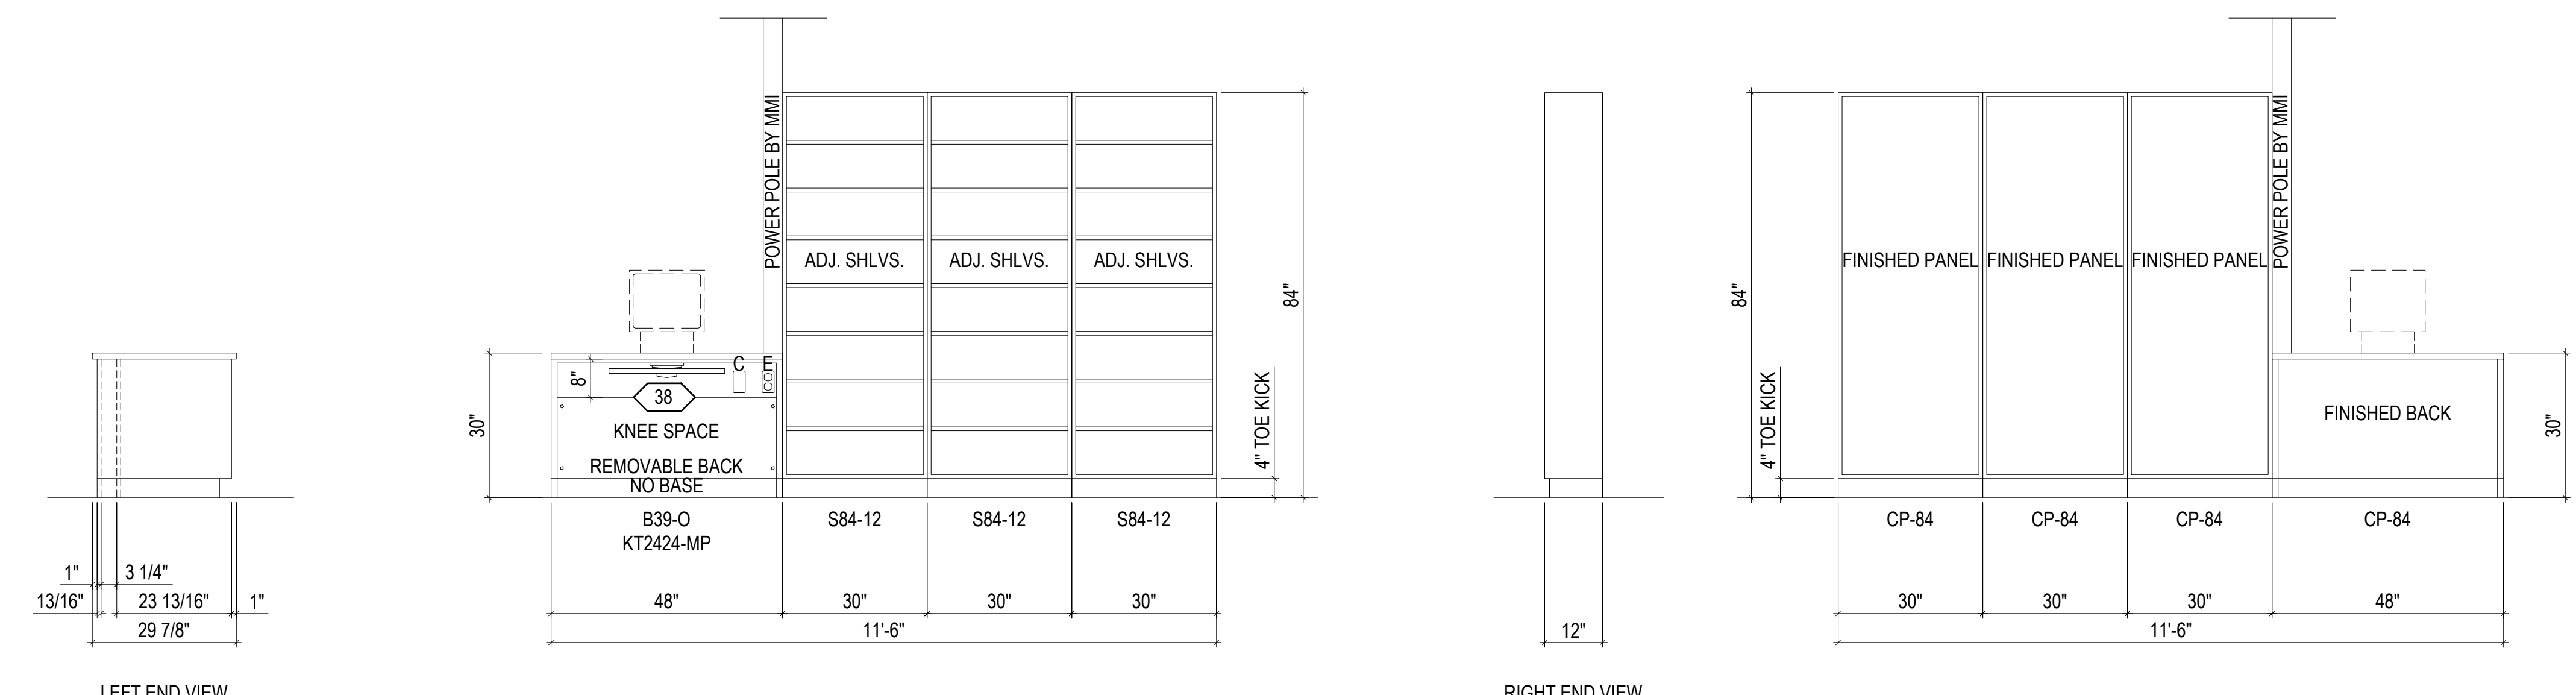 1"
3 1/4"
13/16"
23 13/16"
1"
29 7/8"
LEFT END VIEW
POWER POLE BY MMI
ADJ. SHLVS.
ADJ. SHLVS.
ADJ. SHLVS.
84"
4" TOE KICK
30"
8"
C
E
38
KNEE SPACE
REMOVABLE BACK
NO BASE
B39-O
KT2424-MP
S84-12
S84-12
S84-12
48"
30"
30"
30"
11'-6"
12"
RIGHT END VIEW
84"
4" TOE KICK
FINISHED PANEL
FINISHED PANEL
FINISHED PANEL
POWER POLE BY MMI
FINISHED BACK
30"
CP-84
CP-84
CP-84
CP-84
30"
30"
30"
48"
11'-6"